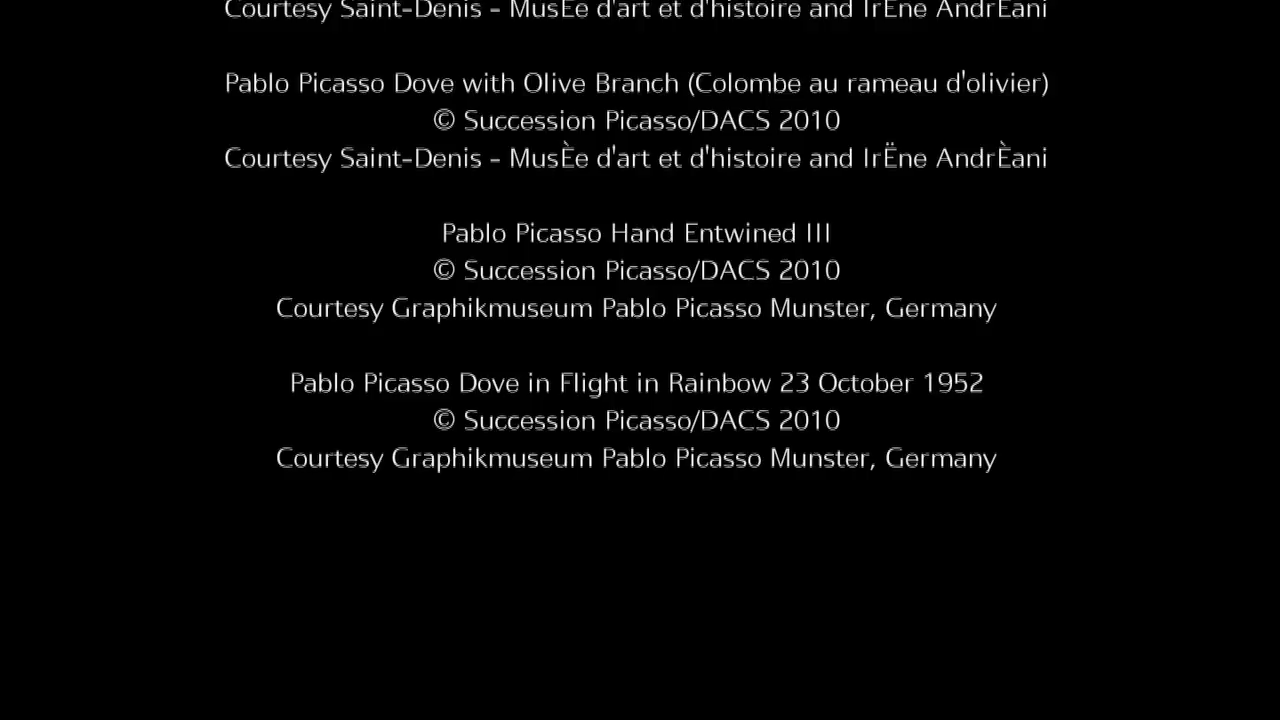 Courtesy Saint-Denis - MusÈe d'art et d'histoire and IrËne AndrÈani
Pablo Picasso Dove with Olive Branch (Colombe au rameau d'olivier)
© Succession Picasso/DACS 2010
Courtesy Saint-Denis - MusÈe d'art et d'histoire and IrËne AndrÈani
Pablo Picasso Hand Entwined III
© Succession Picasso/DACS 2010
Courtesy Graphikmuseum Pablo Picasso Munster, Germany
Pablo Picasso Dove in Flight in Rainbow 23 October 1952
© Succession Picasso/DACS 2010
Courtesy Graphikmuseum Pablo Picasso Munster, Germany